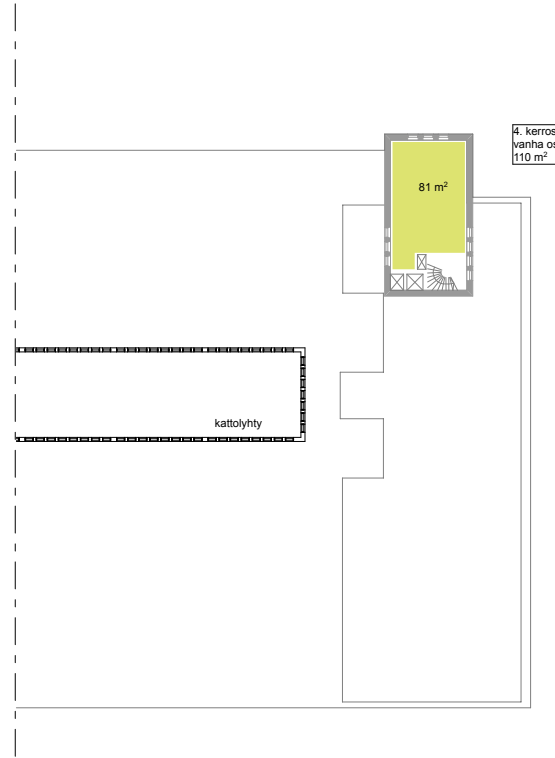 4. kerros
vanha os
110 m²
81 m²
kattolyhty